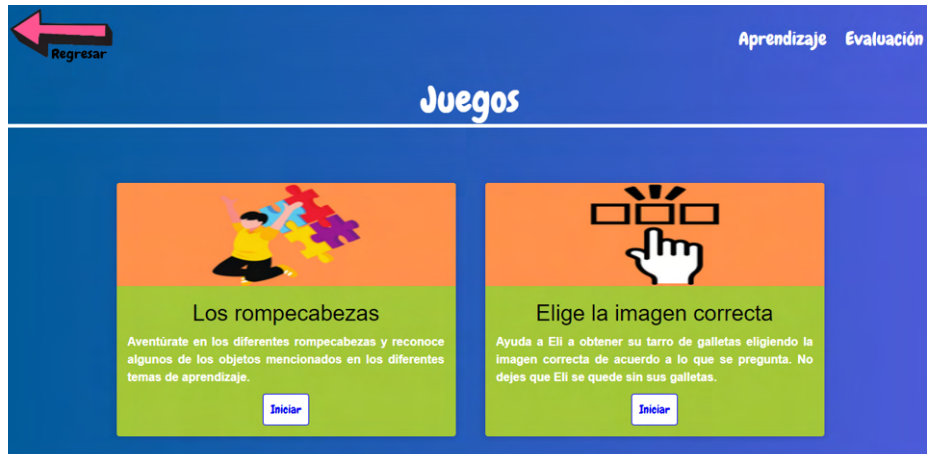 Regresar
Aprendizaje Evaluación
Juegos
Los rompecabezas
Aventúrate en los diferentes rompecabezas y reconoce
algunos de los objetos mencionados en los diferentes
temas de aprendizaje.
Iniciar
Elige la imagen correcta
Ayuda a Eli a obtener su tarro de galletas eligiendo la
imagen correcta de acuerdo a lo que se pregunta. No
dejes que Eli se quede sin sus galletas.
Iniciar